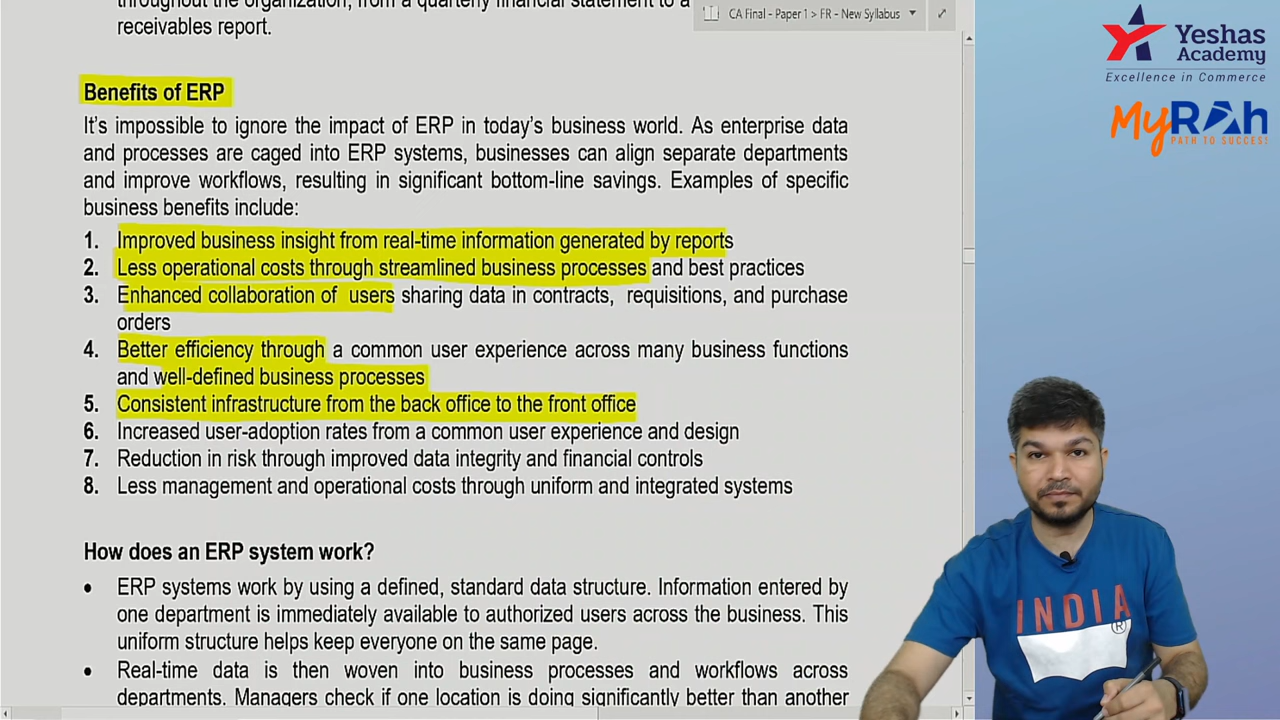 throughout the organization, from a quarterly financial statement to a
receivables report.
CA Final - Paper 1 > FR - New Syllabus
Yeshas
Academy
Excellence in Commerce
MyRAh
PATH TO SUCCESS
Benefits of ERP
It's impossible to ignore the impact of ERP in today's business world. As enterprise data
and processes are caged into ERP systems, businesses can align separate departments
and improve workflows, resulting in significant bottom-line savings. Examples of specific
business benefits include:
1. Improved business insight from real-time information generated by reports
2. Less operational costs through streamlined business processes and best practices
3. Enhanced collaboration of users sharing data in contracts, requisitions, and purchase
orders
4. Better efficiency through a common user experience across many business functions
and well-defined business processes
5. Consistent infrastructure from the back office to the front office
6. Increased user-adoption rates from a common user experience and design
7. Reduction in risk through improved data integrity and financial controls
8. Less management and operational costs through uniform and integrated systems
How does an ERP system work?
• ERP systems work by using a defined, standard data structure. Information entered by
one department is immediately available to authorized users across the business. This
uniform structure helps keep everyone on the same page.
• Real-time data is then woven into business processes and workflows across
departments. Managers check if one location is doing significantly better than another
INDIA
®